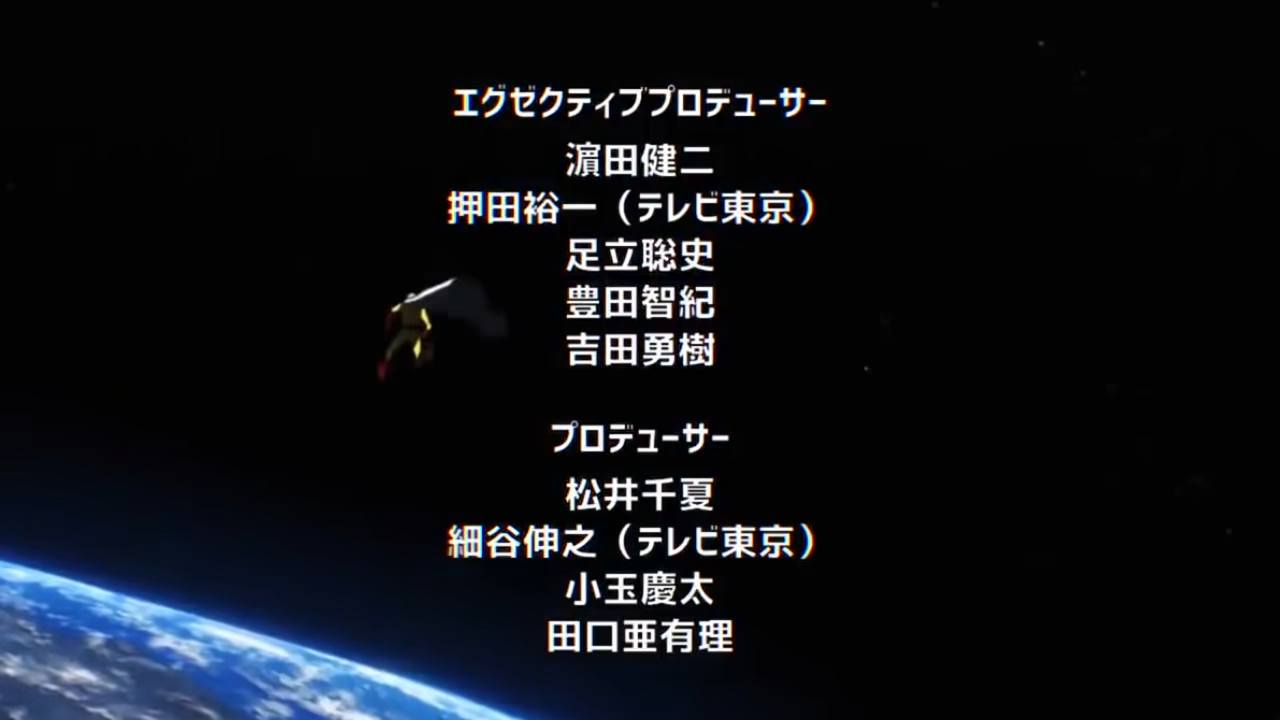 エグゼクティブプロデューサー
濵田健二
押田裕一（テレビ東京）
足立聡史
豊田智紀
吉田勇樹
プロデューサー
松井千夏
細谷伸之（テレビ東京）
小玉慶太
田口亜有理